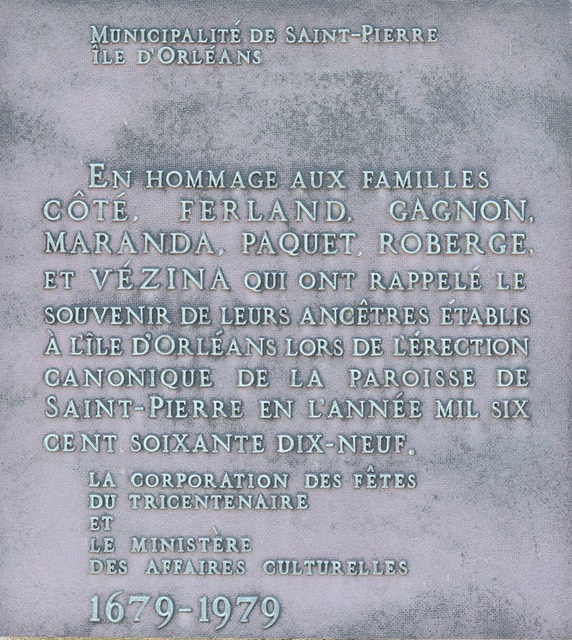 MUNICIPALITÉ DE SAINT-PIERRE
ÎLE D'ORLÉANS
EN HOMMAGE AUX FAMILLES
CÔTÉ, FERLAND, GAGNON,
MARANDA, PAQUET, ROBERGE,
ET VÉZINA QUI ONT RAPPELÉ LE
SOUVENIR DE LEURS ANCÊTRES ÉTABLIS
À L'ÎLE D'ORLÉANS LORS DE L'ÉRECTION
CANONIQUE DE LA PAROISSE DE
SAINT-PIERRE EN L'ANNÉE MIL SIX
CENT SOIXANTE DIX-NEUF.
LA CORPORATION DES FÊTES
DU TRICENTENAIRE
ET
LE MINISTÈRE
DES AFFAIRES CULTURELLES
1679-1979